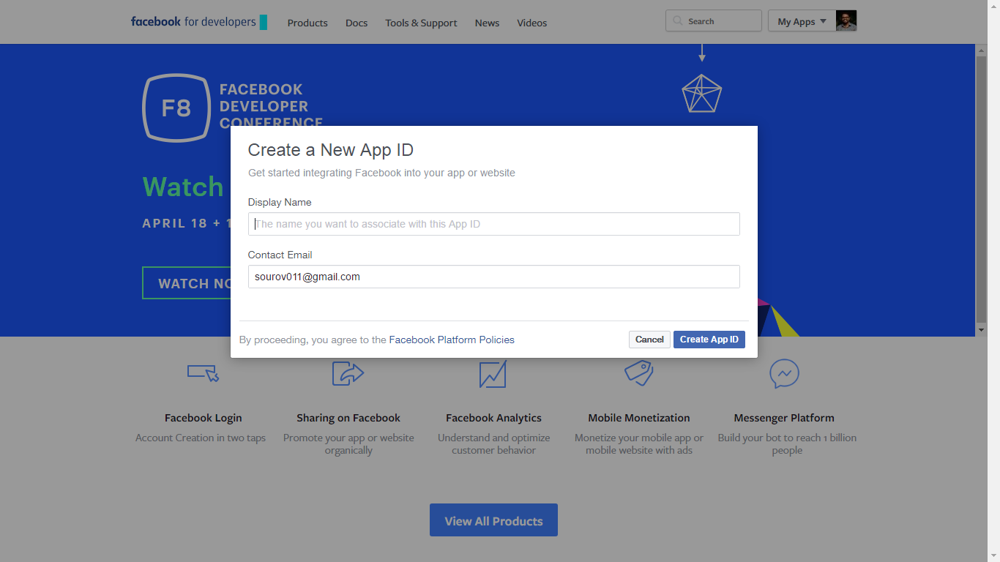 facebook for developers
Products
Docs
Tools & Support
News
Videos
Search
My Apps
F8
FACEBOOK
DEVELOPER
CONFERENCE
Watch
APRIL 18 +
WATCH
Create a New App ID
Get started integrating Facebook into your app or website
Display Name
The name you want to associate with this App ID
Contact Email
sourov011@gmail.com
By proceeding, you agree to the Facebook Platform Policies
Cancel
Create App ID
Facebook Login
Account Creation in two taps
Sharing on Facebook
Promote your app or website
organically
Facebook Analytics
Understand and optimize
customer behavior
Mobile Monetization
Monetize your mobile app or
mobile website with ads
Messenger Platform
Build your bot to reach 1 billion
people
View All Products